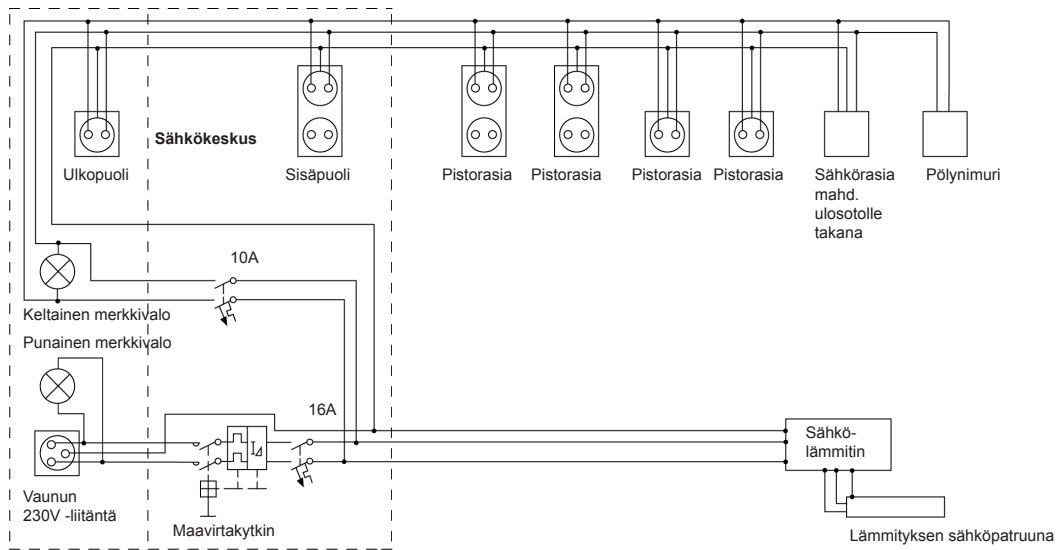 Sähkökeskus
Ulkopuoli
Sisäpuoli
Pistorasia
Pistorasia
Pistorasia
Pistorasia
Sähkörasia
mahd.
ulosotolle
takana
Pölynimuri
10A
Keltainen merkkivalo
Punainen merkkivalo
16A
I⊿
Sähkö-
lämmitin
Vaunun
230V -liitäntä
Maavirtakytkin
Lämmityksen sähköpatruuna